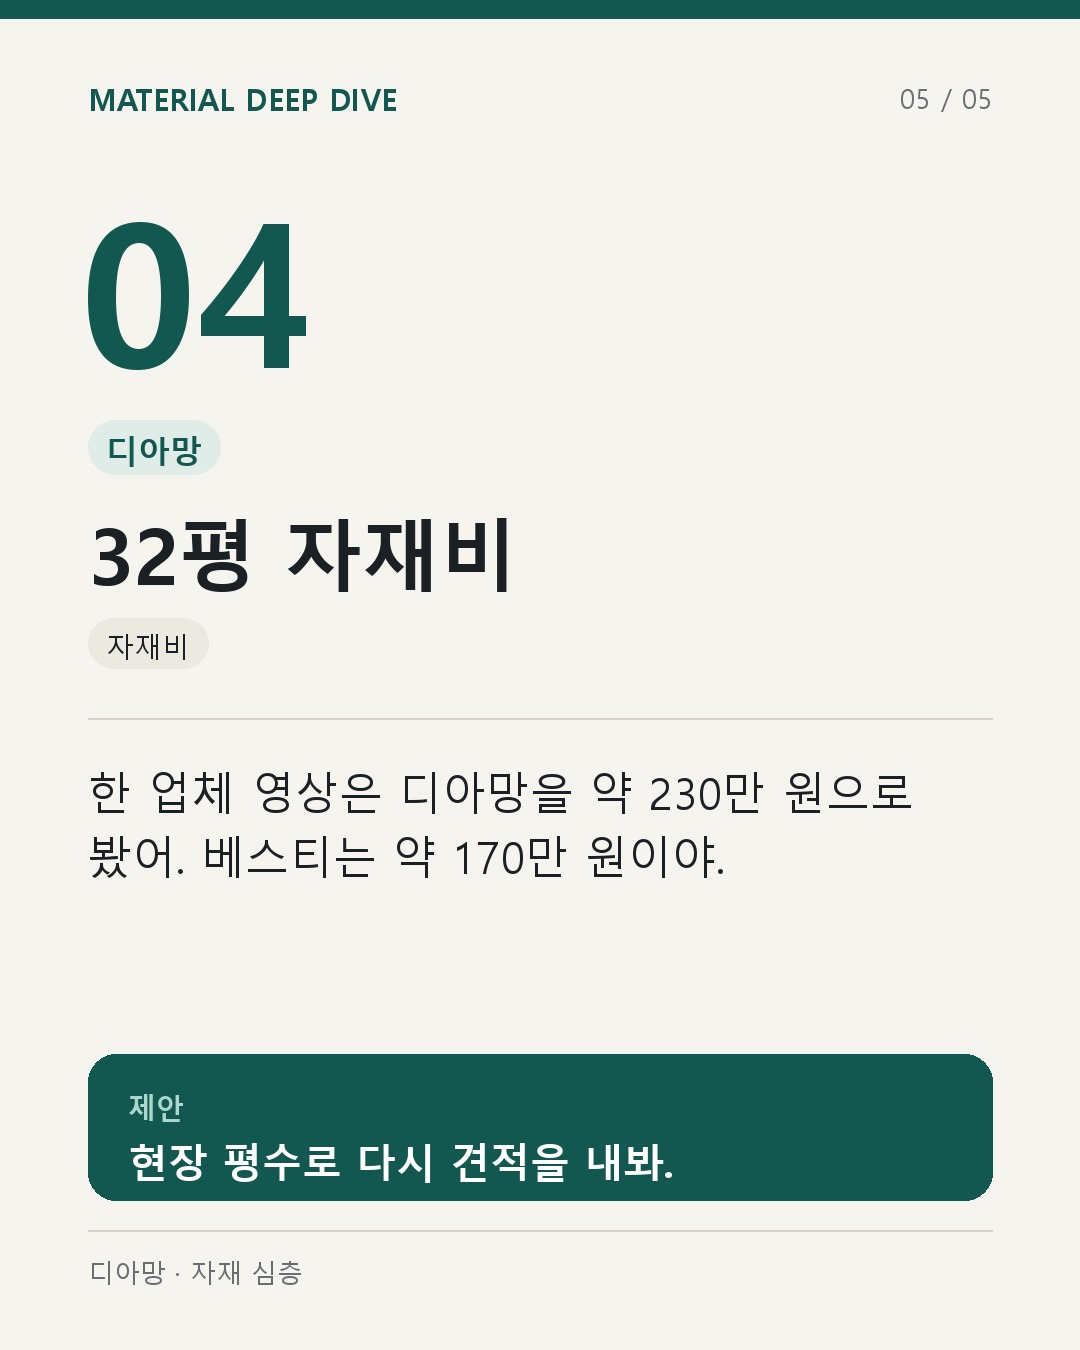 MATERIAL DEEP DIVE
05 / 05
04
디아망
32평 자재비
자재비
한 업체 영상은 디아망을 약 230만 원으로
봤어. 베스티는 약 170만 원이야.
제안
현장 평수로 다시 견적을 내봐.
디아망 · 자재 심층